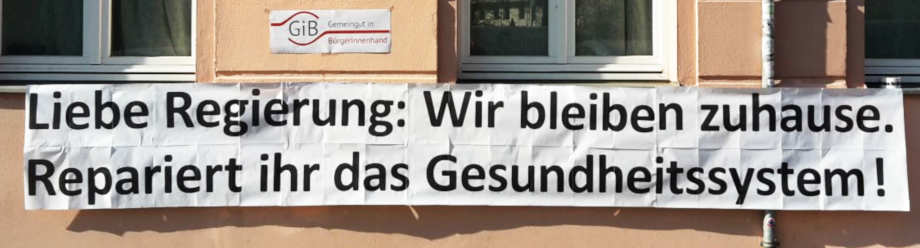 GiB Gemeingut in
BürgerInnenhand
Liebe Regierung: Wir bleiben zuhause.
Repariert ihr das Gesundheitssystem!